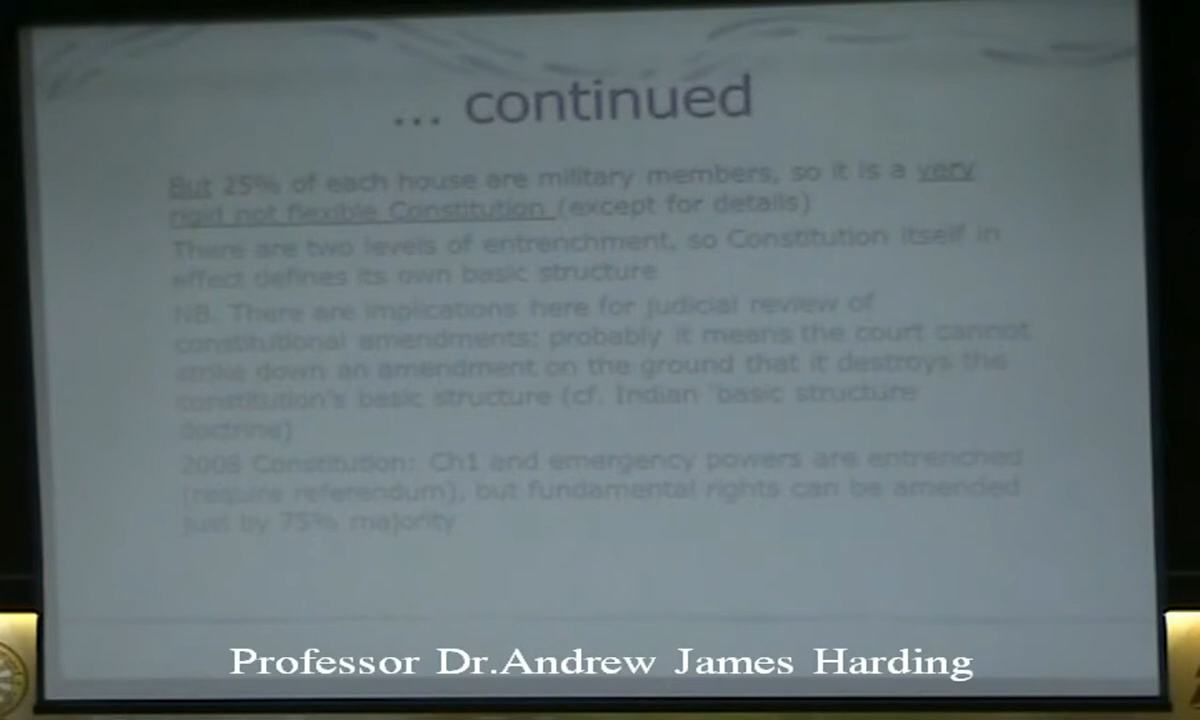 ... continued
But 25% of each house are military members, so it is a very
rigid not flexible Constitution (except for details)
There are two levels of entrenchment, so Constitution itself in
effect defines its own basic structure
NB. There are implications here for judicial review of
constitutional amendments: probably it means the court cannot
strike down an amendment on the ground that it destroys the
constitution's basic structure (cf. Indian 'basic structure
doctrine)
2008 Constitution: Ch1 and emergency powers are entrenched
(require referendum), but fundamental rights can be amended
just by 75% majority
Professor Dr.Andrew James Harding